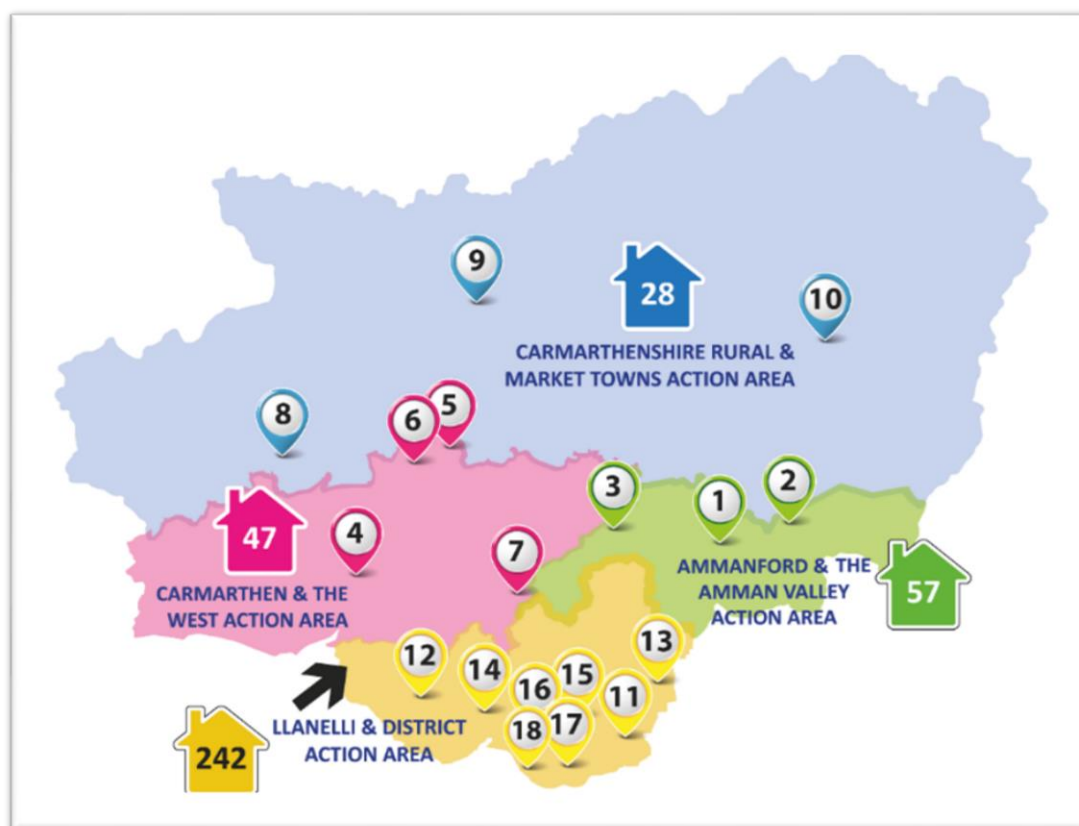 9
28
10
CARMARTHENSHIRE RURAL &
MARKET TOWNS ACTION AREA
8
6
5
3
1
2
47
4
7
CARMARTHEN & THE
WEST ACTION AREA
AMMANFORD & THE
AMMAN VALLEY
ACTION AREA
57
12
14
16
15
13
11
18
17
LLANELLI & DISTRICT
ACTION AREA
242